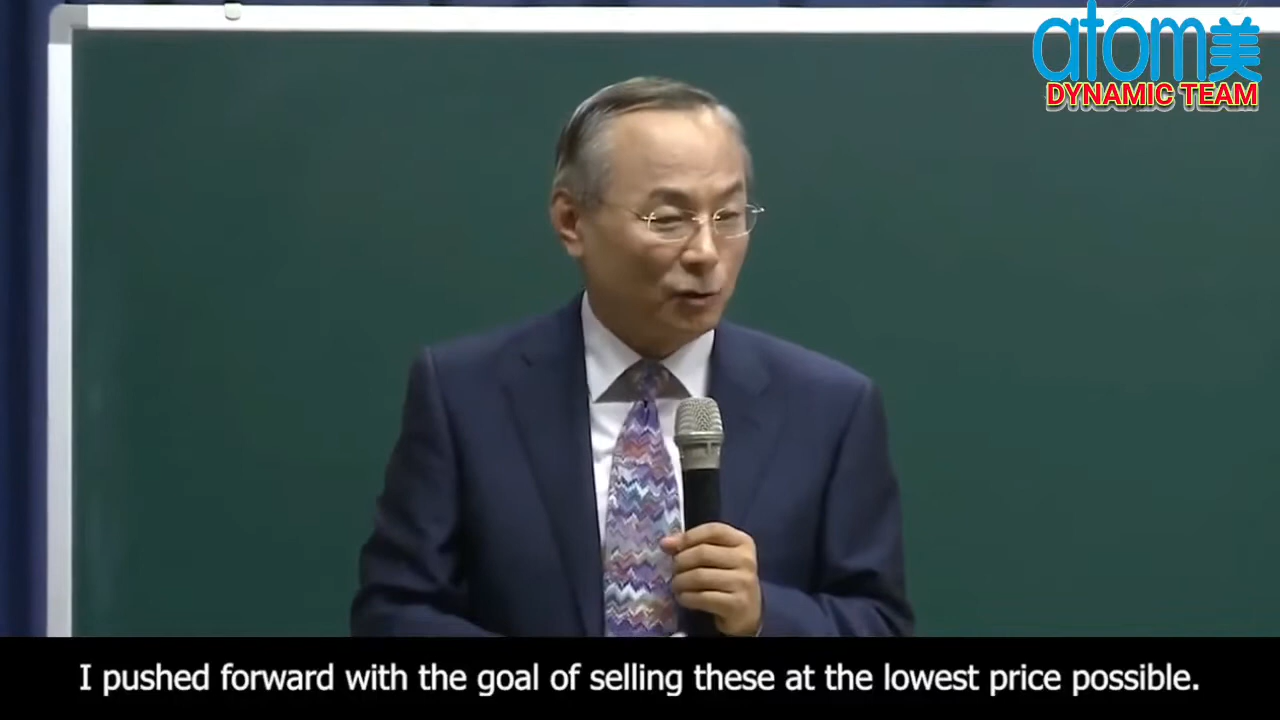 atom美
DYNAMIC TEAM
I pushed forward with the goal of selling these at the lowest price possible.